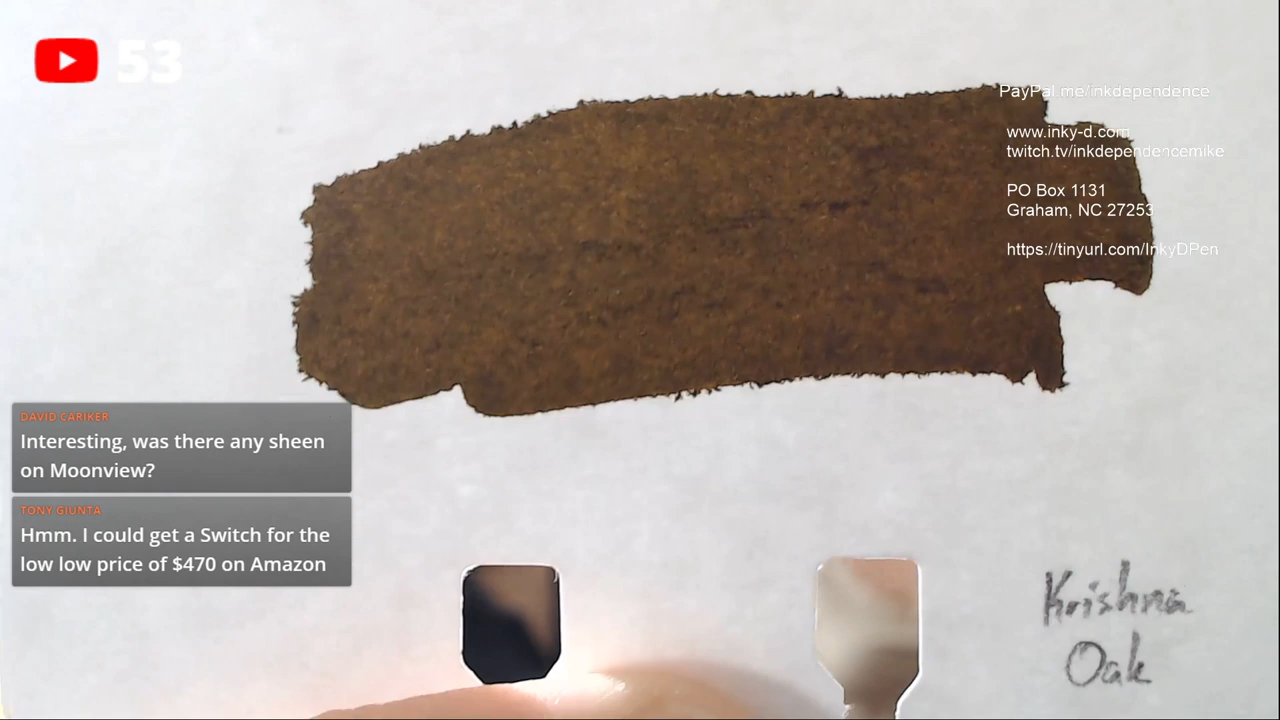 53
PayPal.me/inkdependence
www.inky-d.com
twitch.tv/inkdependencemike
PO Box 1131
Graham, NC 27253
https://tinyurl.com/InkyDPen
DAVID CARIKER
Interesting, was there any sheen
on Moonview?
TONY GIUNTA
Hmm. I could get a Switch for the
low low price of $470 on Amazon
Krishna
Oak